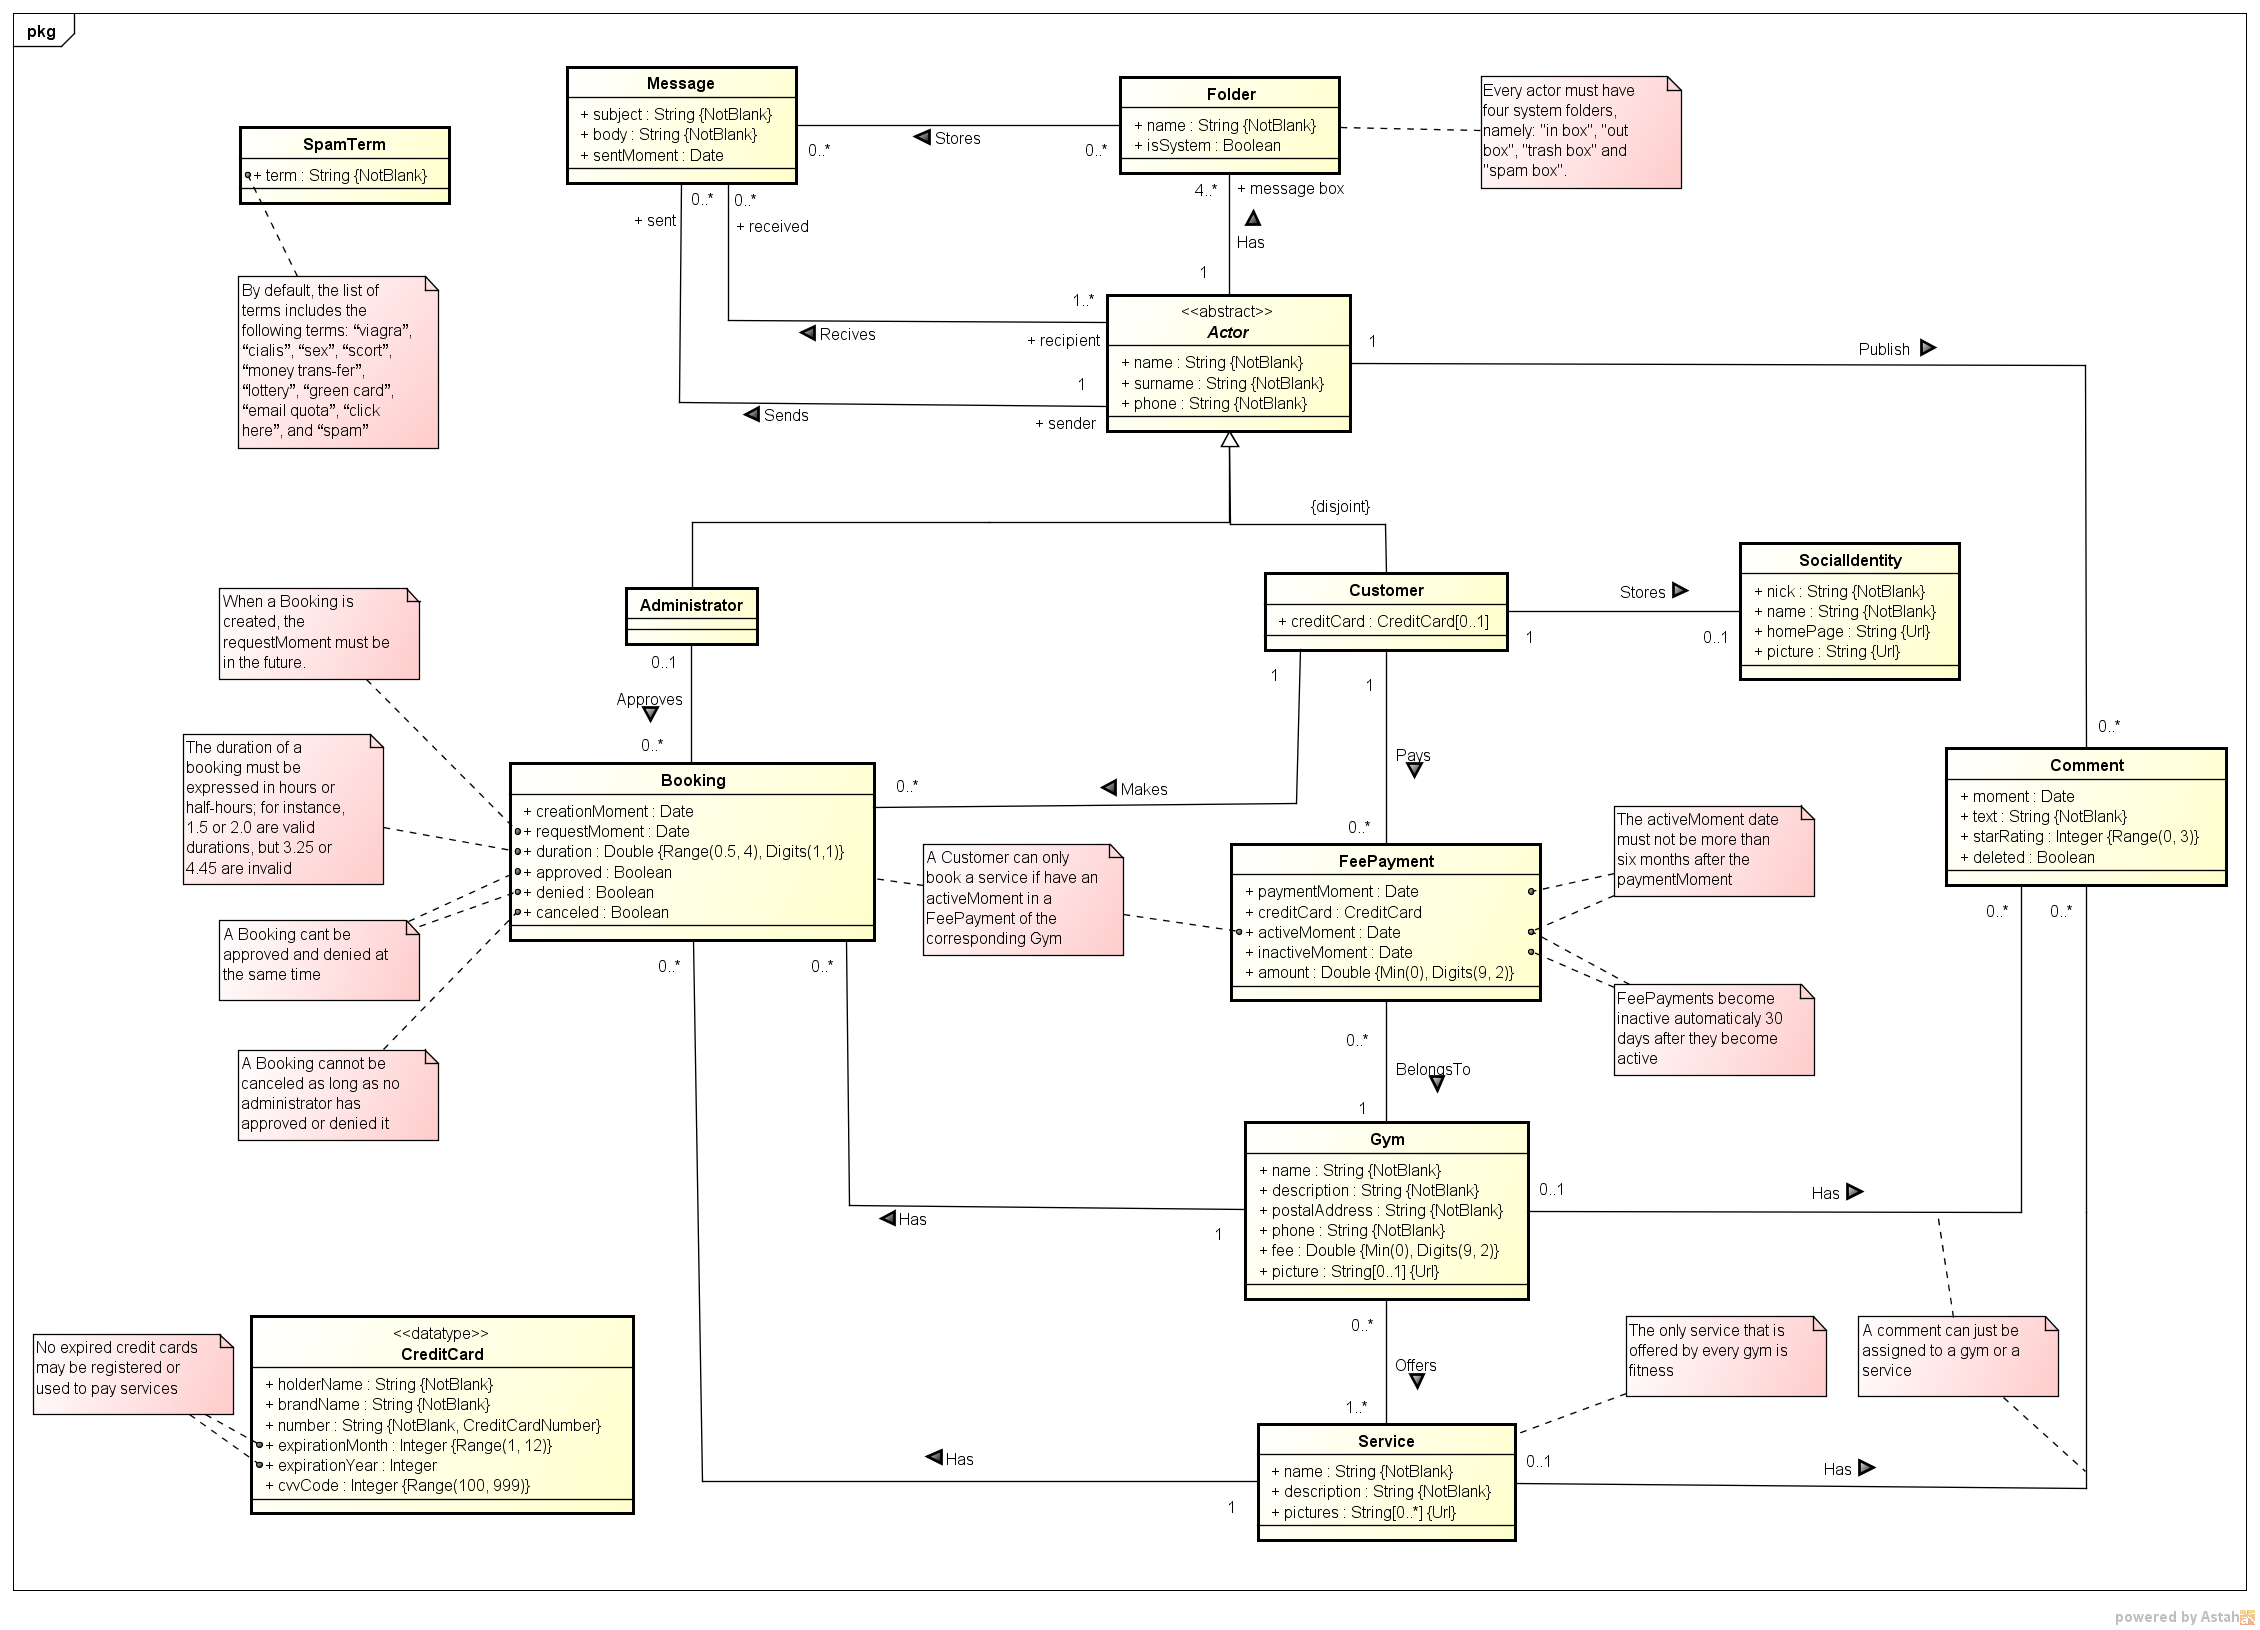 pkg
Message
+ subject : String {NotBlank}
+ body : String {NotBlank}
+ sentMoment : Date
Folder
+ name : String {NotBlank}
+ isSystem : Boolean
Every actor must have
four system folders,
namely: "in box", "out
box", "trash box" and
"spam box".
SpamTerm
+ term : String {NotBlank}
Stores
0..*
0..*
4..*
+ message box
Has
1
0..*
0..*
+ sent
+ received
By default, the list of
terms includes the
following terms: “viagra”,
“cialis”, “sex”, “scort”,
“money trans-fer”,
“lottery”, “green card”,
“email quota”, “click
here”, and “spam”
1..*
Recives
+ recipient
1
Sends
+ sender
<<abstract>>
Actor
+ name : String {NotBlank}
+ surname : String {NotBlank}
+ phone : String {NotBlank}
1
Publish
0..*
{disjoint}
Administrator
Customer
+ creditCard : CreditCard[0..1]
Stores
1
0..1
SocialIdentity
+ nick : String {NotBlank}
+ name : String {NotBlank}
+ homePage : String {Url}
+ picture : String {Url}
When a Booking is
created, the
requestMoment must be
in the future.
0..1
Approves
0..*
1
Makes
0..*
1
Pays
0..*
The duration of a
booking must be
expressed in hours or
half-hours; for instance,
1.5 or 2.0 are valid
durations, but 3.25 or
4.45 are invalid
Booking
+ creationMoment : Date
+ requestMoment : Date
+ duration : Double {Range(0.5, 4), Digits(1,1)}
+ approved : Boolean
+ denied : Boolean
+ canceled : Boolean
A Customer can only
book a service if have an
activeMoment in a
FeePayment of the
corresponding Gym
FeePayment
+ paymentMoment : Date
+ creditCard : CreditCard
+ activeMoment : Date
+ inactiveMoment : Date
+ amount : Double {Min(0), Digits(9, 2)}
The activeMoment date
must not be more than
six months after the
paymentMoment
Comment
+ moment : Date
+ text : String {NotBlank}
+ starRating : Integer {Range(0, 3)}
+ deleted : Boolean
A Booking cant be
approved and denied at
the same time
A Booking cannot be
canceled as long as no
administrator has
approved or denied it
FeePayments become
inactive automaticaly 30
days after they become
active
0..*
0..*
0..*
0..*
0..*
BelongsTo
1
Gym
+ name : String {NotBlank}
+ description : String {NotBlank}
+ postalAddress : String {NotBlank}
+ phone : String {NotBlank}
+ fee : Double {Min(0), Digits(9, 2)}
+ picture : String[0..1] {Url}
Has
1
0..1
Has
0..*
Offers
1..*
The only service that is
offered by every gym is
fitness
A comment can just be
assigned to a gym or a
service
No expired credit cards
may be registered or
used to pay services
<<datatype>>
CreditCard
+ holderName : String {NotBlank}
+ brandName : String {NotBlank}
+ number : String {NotBlank, CreditCardNumber}
+ expirationMonth : Integer {Range(1, 12)}
+ expirationYear : Integer
+ cvvCode : Integer {Range(100, 999)}
Has
1
Service
+ name : String {NotBlank}
+ description : String {NotBlank}
+ pictures : String[0..*] {Url}
0..1
Has
powered by Astah